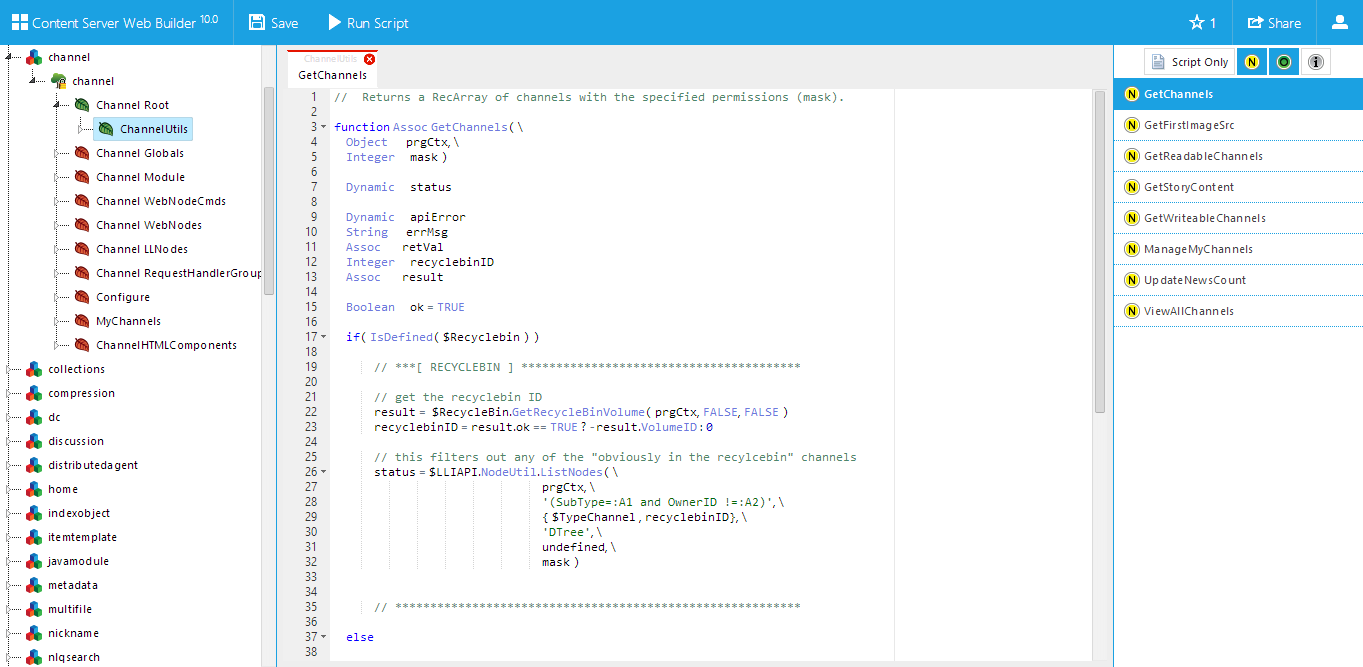 Content Server Web Builder 10.0
Save
Run Script
1
Share
channel
channel
Channel Root
ChannelUtils
Channel Globals
Channel Module
Channel WebNodeCmds
Channel WebNodes
Channel LLNodes
Channel RequestHandlerGroup
Configure
MyChannels
ChannelHTMLComponents
collections
compression
dc
discussion
distributedagent
home
indexobject
itemtemplate
javamodule
metadata
multifile
nickname
nlqsearch
ChannelUtils
GetChannels
1 // Returns a RecArray of channels with the specified permissions (mask).
2
3 function Assoc GetChannels( \
4 Object prgCtx, \
5 Integer mask )
6
7 Dynamic status
8
9 Dynamic apiError
10 String errMsg
11 Assoc retVal
12 Integer recyclebinID
13 Assoc result
14
15 Boolean ok = TRUE
16
17 if( IsDefined( $Recyclebin ) )
18
19 // ***[ RECYCLEBIN ] ****************************************
20
21 // get the recyclebin ID
22 result = $RecycleBin.GetRecycleBinVolume( prgCtx, FALSE, FALSE )
23 recyclebinID = result.ok == TRUE ? -result.VolumeID : 0
24
25 // this filters out any of the "obviously in the recylcebin" channels
26 status = $LLIAPI.NodeUtil.ListNodes( \
27 prgCtx, \
28 '(SubType=:A1 and OwnerID !=:A2)', \
29 { $TypeChannel, recyclebinID}, \
30 'DTree', \
31 undefined, \
32 mask )
33
34
35 // **********************************************************
36
37 else
38
Script Only
N
i
N GetChannels
N GetFirstImageSrc
N GetReadableChannels
N GetStoryContent
N GetWriteableChannels
N ManageMyChannels
N UpdateNewsCount
N ViewAllChannels